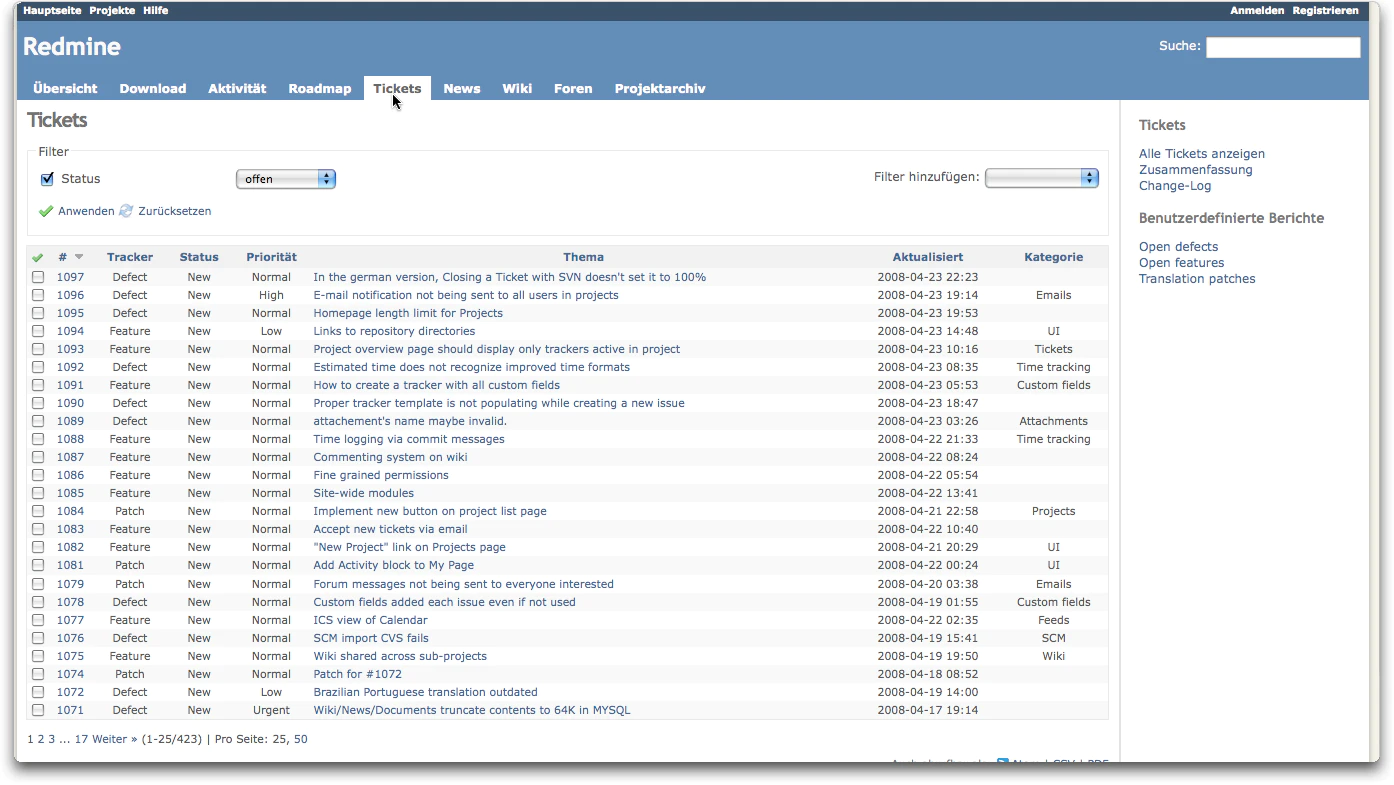 Hauptseite Projekte Hilfe Anmelden Registrieren
Redmine Suche:
Übersicht Download Aktivität Roadmap Tickets News Wiki Foren Projektarchiv
Tickets
Filter
Status offen Filter hinzufügen:
Anwenden Zurücksetzen
# Tracker Status Priorität Thema Aktualisiert Kategorie
1097 Defect New Normal In the german version, Closing a Ticket with SVN doesn't set it to 100% 2008-04-23 22:23
1096 Defect New High E-mail notification not being sent to all users in projects 2008-04-23 19:14 Emails
1095 Defect New Normal Homepage length limit for Projects 2008-04-23 19:53
1094 Feature New Low Links to repository directories 2008-04-23 14:48 UI
1093 Feature New Normal Project overview page should display only trackers active in project 2008-04-23 10:16 Tickets
1092 Defect New Normal Estimated time does not recognize improved time formats 2008-04-23 08:35 Time tracking
1091 Feature New Normal How to create a tracker with all custom fields 2008-04-23 05:53 Custom fields
1090 Defect New Normal Proper tracker template is not populating while creating a new issue 2008-04-23 18:47
1089 Defect New Normal attachement's name maybe invalid. 2008-04-23 03:26 Attachments
1088 Feature New Normal Time logging via commit messages 2008-04-22 21:33 Time tracking
1087 Feature New Normal Commenting system on wiki 2008-04-22 08:24
1086 Feature New Normal Fine grained permissions 2008-04-22 05:54
1085 Feature New Normal Site-wide modules 2008-04-22 13:41
1084 Patch New Normal Implement new button on project list page 2008-04-21 22:58 Projects
1083 Feature New Normal Accept new tickets via email 2008-04-22 10:40
1082 Feature New Normal "New Project" link on Projects page 2008-04-21 20:29 UI
1081 Patch New Normal Add Activity block to My Page 2008-04-22 00:24 UI
1079 Patch New Normal Forum messages not being sent to everyone interested 2008-04-20 03:38 Emails
1078 Defect New Normal Custom fields added each issue even if not used 2008-04-19 01:55 Custom fields
1077 Feature New Normal ICS view of Calendar 2008-04-22 02:35 Feeds
1076 Defect New Normal SCM import CVS fails 2008-04-19 15:41 SCM
1075 Feature New Normal Wiki shared across sub-projects 2008-04-19 19:50 Wiki
1074 Patch New Normal Patch for #1072 2008-04-18 08:52
1072 Defect New Low Brazilian Portuguese translation outdated 2008-04-19 14:00
1071 Defect New Urgent Wiki/News/Documents truncate contents to 64K in MYSQL 2008-04-17 19:14
1 2 3 ... 17 Weiter » (1-25/423) | Pro Seite: 25, 50
Tickets
Alle Tickets anzeigen
Zusammenfassung
Change-Log
Benutzerdefinierte Berichte
Open defects
Open features
Translation patches